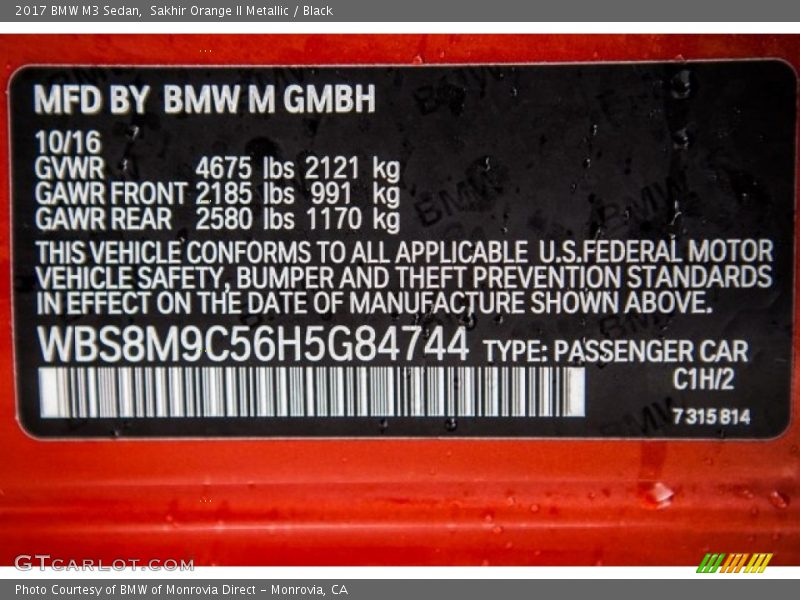 2017 BMW M3 Sedan,  Sakhir Orange II Metallic / Black
MFD BY BMW M GMBH
10/16
GVWR 4675 lbs 2121 kg
GAWR FRONT 2185 lbs 991 kg
GAWR REAR 2580 lbs 1170 kg
THIS VEHICLE CONFORMS TO ALL APPLICABLE U.S.FEDERAL MOTOR
VEHICLE SAFETY, BUMPER AND THEFT PREVENTION STANDARDS
IN EFFECT ON THE DATE OF MANUFACTURE SHOWN ABOVE.
WBS8M9C56H5G84744 TYPE: PASSENGER CAR
C1H/2
7 315 814
GTCARLOT.COM
Photo Courtesy of BMW of Monrovia Direct - Monrovia, CA